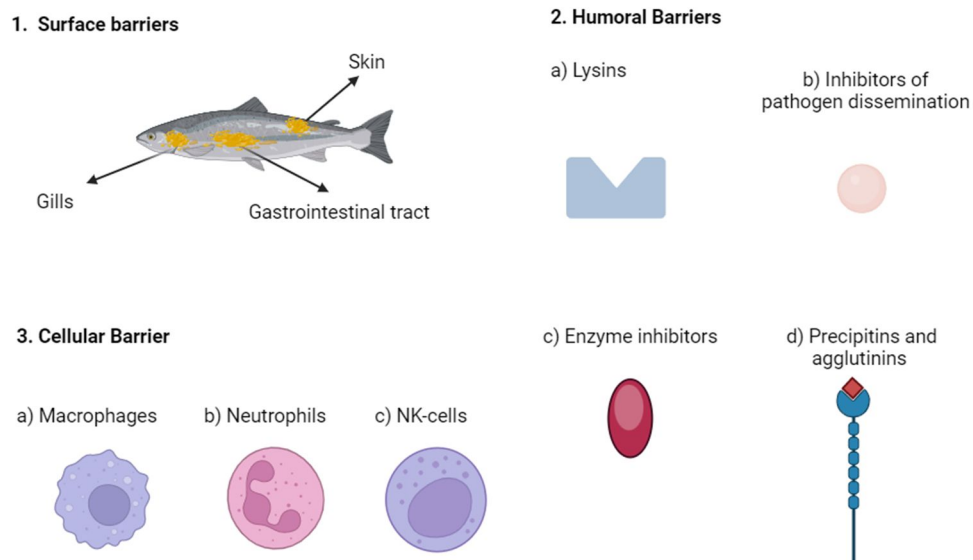 1. Surface barriers
Skin
Gills
Gastrointestinal tract
2. Humoral Barriers
a) Lysins
b) Inhibitors of
pathogen dissemination
c) Enzyme inhibitors
d) Precipitins and
agglutinins
3. Cellular Barrier
a) Macrophages
b) Neutrophils
c) NK-cells